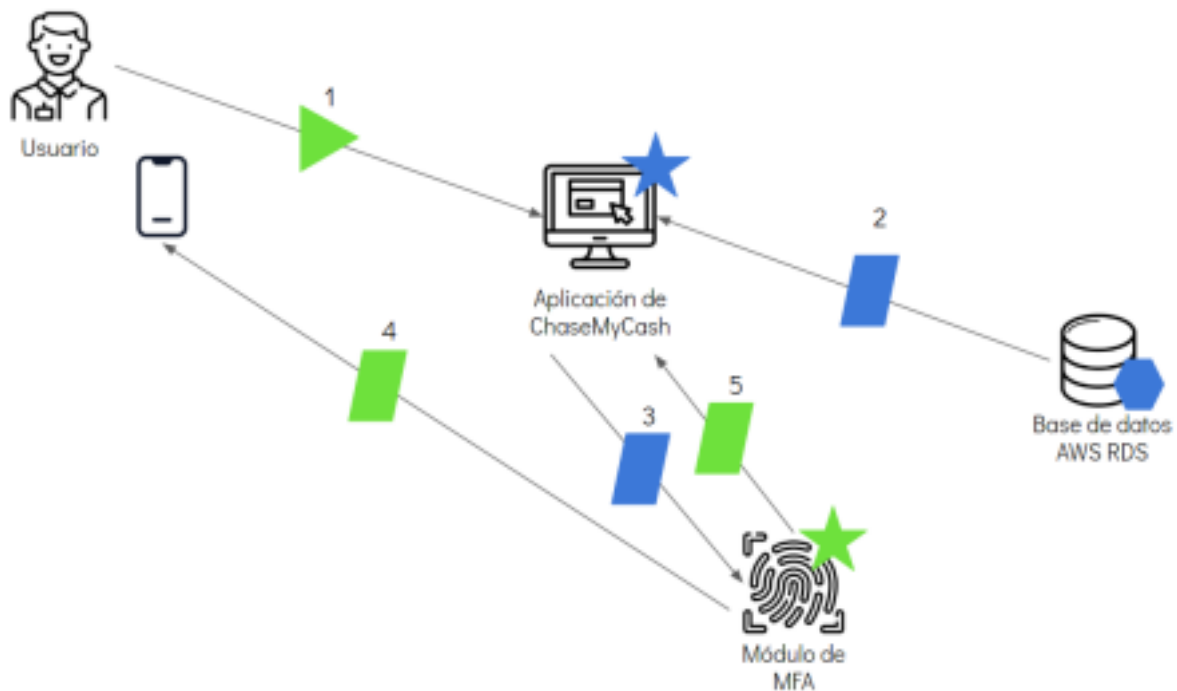 1
Usuario
2
Aplicación de
ChaseMyCash
4
5
3
Base de datos
AWS RDS
Módulo de
MFA